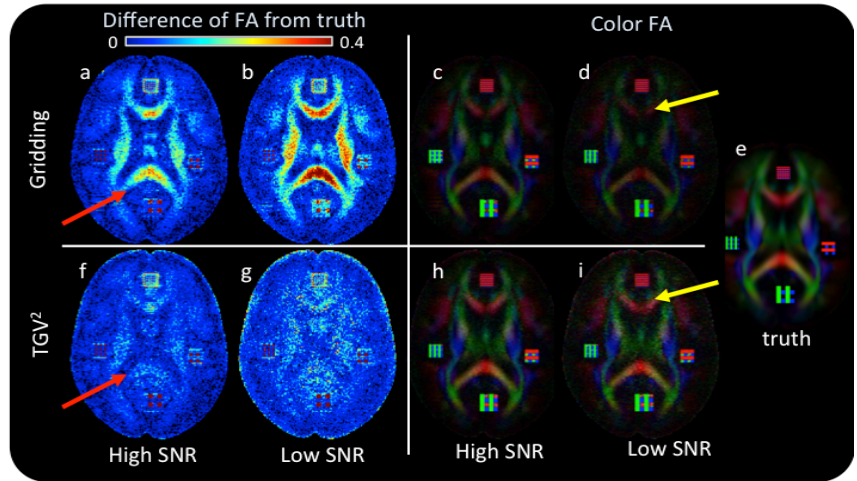 Difference of FA from truth
0 0.4
Color FA
a b c d
Gridding
e
truth
f g h i
TGV²
High SNR Low SNR High SNR Low SNR